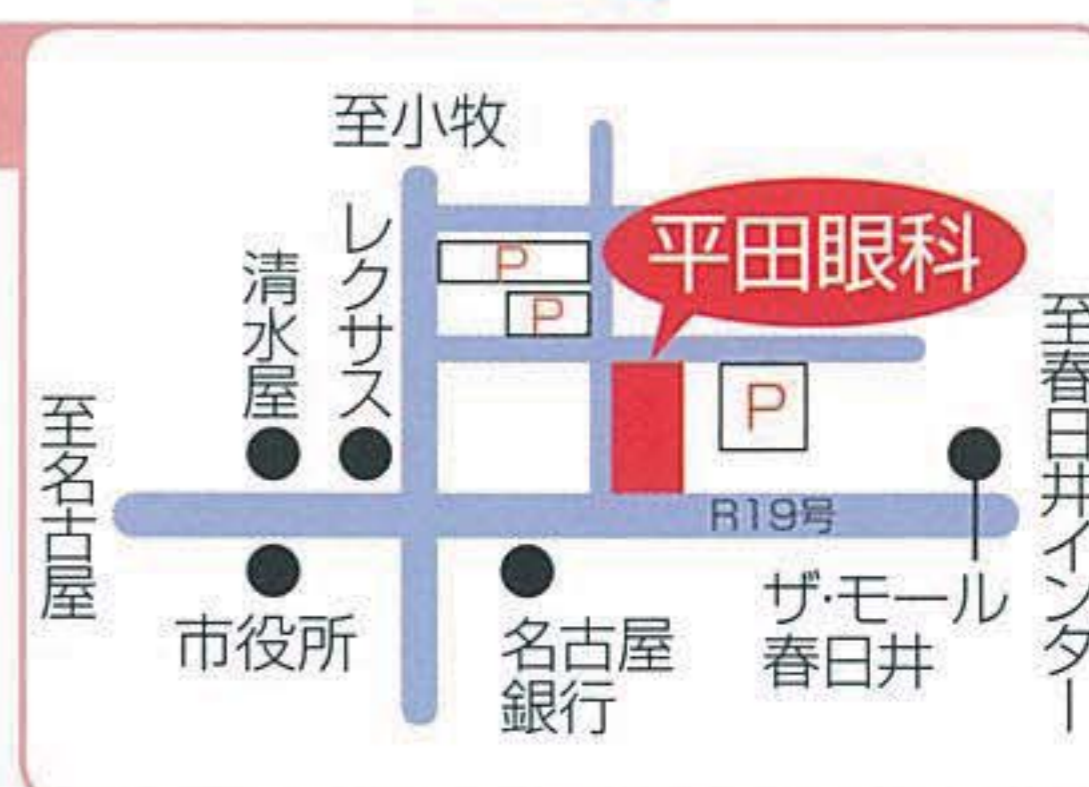 至小牧
レクサス
清水屋
平田眼科
P
P
P
至名古屋
至春日井インター
R19号
市役所
名古屋
銀行
ザ・モール
春日井